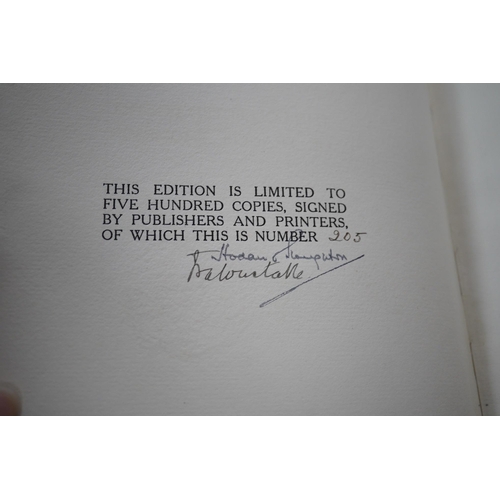 THIS EDITION IS LIMITED TO
FIVE HUNDRED COPIES, SIGNED
BY PUBLISHERS AND PRINTERS,
OF WHICH THIS IS NUMBER 205